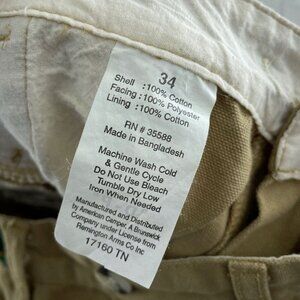 34
Shell :100% Cotton
Facing :100% Polyester
Lining :100% Cotton
RN # 35588
Made in Bangladesh
Machine Wash Cold
& Gentle Cycle
Do Not Use Bleach
Tumble Dry Low
Iron When Needed
Manufactured and Distributed
by American Camper, A Brunswick
Company under License from
Remington Arms Co Inc
17160 TN